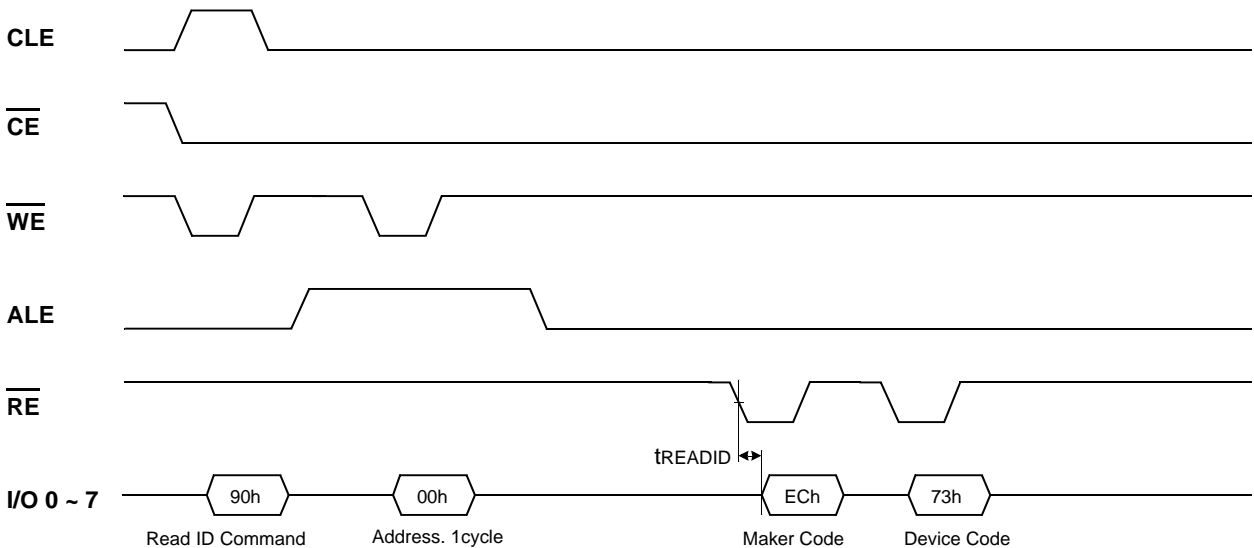 CLE
CE
WE
ALE
RE
tREADID
I/O 0 ~ 7 90h 00h ECh 73h
Read ID Command Address. 1cycle Maker Code Device Code